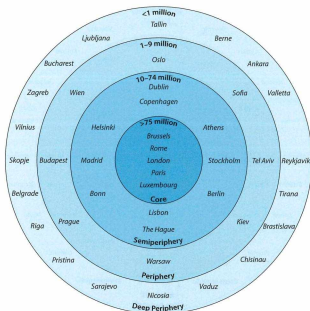 <1 million
Tallin
Ljubljana
Berne
1–9 million
Bucharest
Oslo
Ankara
10–74 million
Zagreb
Wien
Dublin
Sofia
Valletta
Copenhagen
>75 million
Vilnius
Helsinki
Brussels
Athens
Rome
Skopje
Budapest
Madrid
London
Stockholm
Tel Aviv
Reykjavik
Paris
Belgrade
Bonn
Luxembourg
Berlin
Tirana
Core
Lisbon
Riga
Prague
The Hague
Kiev
Brastislava
Semiperiphery
Pristina
Warsaw
Chisinau
Periphery
Sarajevo
Vaduz
Nicosia
Deep Periphery